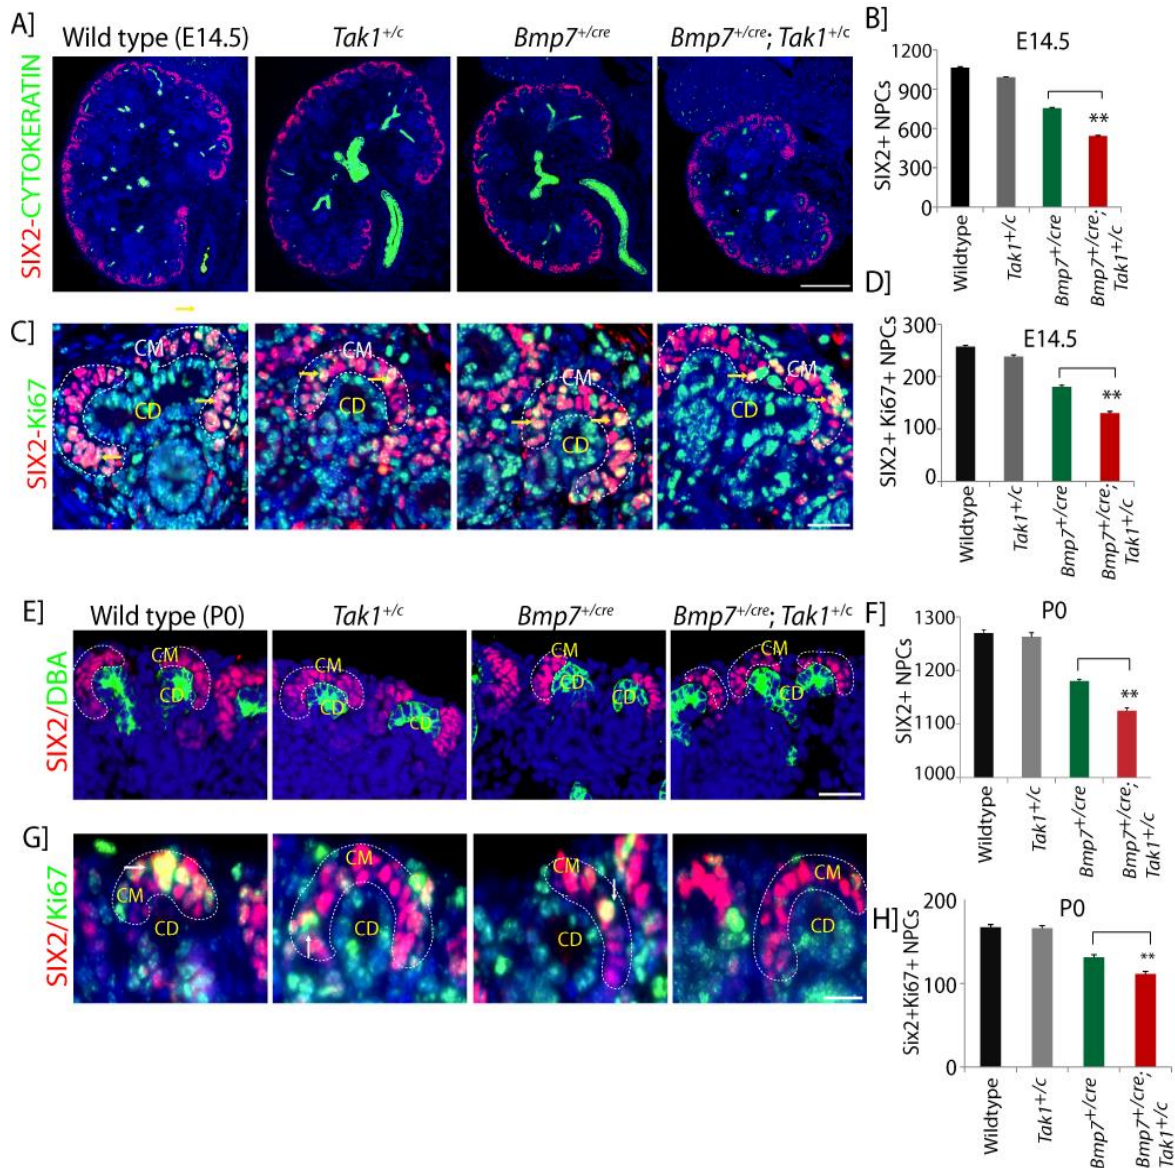 A]
Wild type (E14.5)
Tak1+/c
Bmp7+/cre
Bmp7+/cre; Tak1+/c
SIX2-CYTOKERATIN
B]
E14.5
SIX2+ NPCs
1200
900
600
300
0
**
Wildtype
Tak1+/c
Bmp7+/cre
Bmp7+/cre;
Tak1+/c
C]
SIX2-Ki67
CM
CD
CM
CD
CM
CD
CM
CD
D]
E14.5
SIX2+ Ki67+ NPCs
300
200
100
0
**
Wildtype
Tak1+/c
Bmp7+/cre
Bmp7+/cre;
Tak1+/c
E]
Wild type (P0)
Tak1+/c
Bmp7+/cre
Bmp7+/cre; Tak1+/c
SIX2/DBA
CM
CD
CM
CD
CD
CM
CD
CD
CM
CD
F]
P0
SIX2+ NPCs
1300
1200
1100
1000
**
Wildtype
Tak1+/c
Bmp7+/cre
Bmp7+/cre;
Tak1+/c
G]
SIX2/Ki67
CM
CD
CM
CD
CM
CD
CM
CD
H]
P0
Six2+Ki67+ NPCs
200
100
0
**
Wildtype
Tak1+/c
Bmp7+/cre
Bmp7+/cre;
Tak1+/c